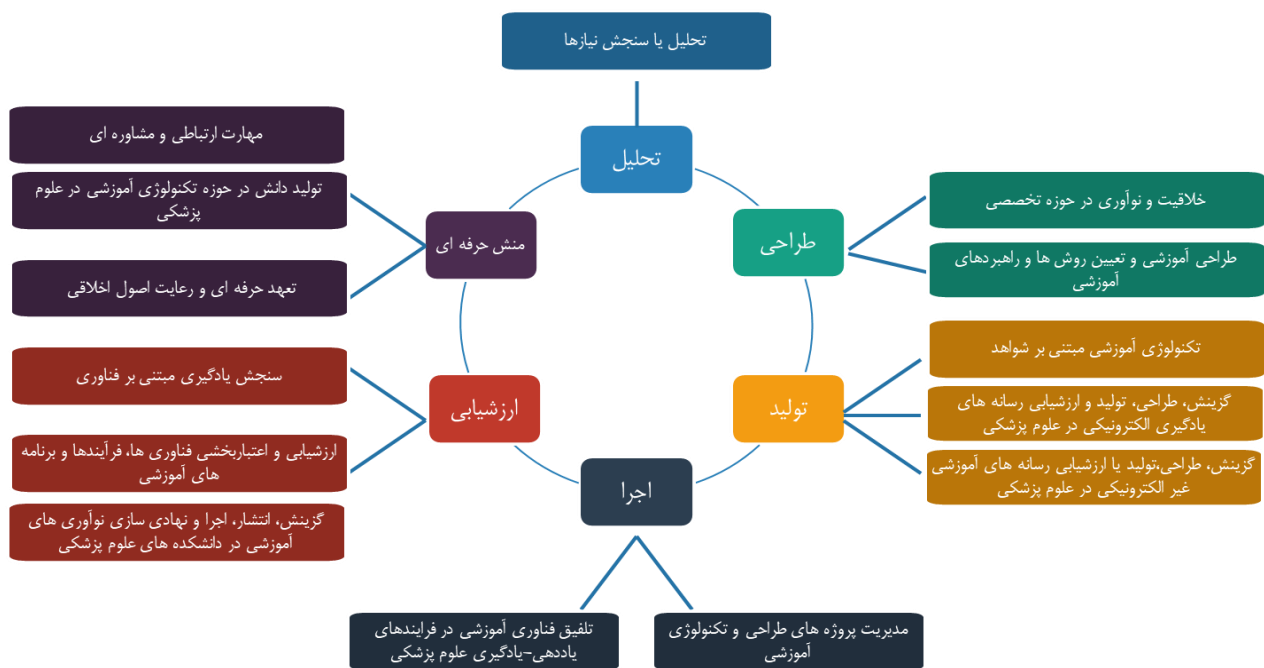 تحلیل یا سنجش نیازها
تحلیل
طراحی
خلاقیت و نوآوری در حوزه تخصصی
طراحی آموزشی و تعیین روش ها و راهبردهای
آموزشی
تولید
تکنولوژی آموزشی مبتنی بر شواهد
گزینش، طراحی، تولید و ارزشیابی رسانه های
یادگیری الکترونیکی در علوم پزشکی
گزینش، طراحی،تولید یا ارزشیابی رسانه های آموزشی
غیر الکترونیکی در علوم پزشکی
اجرا
مدیریت پروژه های طراحی و تکنولوژی
آموزشی
تلفیق فناوری آموزشی در فرایندهای
یاددهی-یادگیری علوم پزشکی
ارزشیابی
سنجش یادگیری مبتنی بر فناوری
ارزشیابی و اعتباربخشی فناوری ها، فرآیندها و برنامه
های آموزشی
گزینش، انتشار، اجرا و نهادی سازی نوآوری های
آموزشی در دانشکده های علوم پزشکی
منش حرفه ای
مهارت ارتباطی و مشاوره ای
تولید دانش در حوزه تکنولوژی آموزشی در علوم
پزشکی
تعهد حرفه ای و رعایت اصول اخلاقی